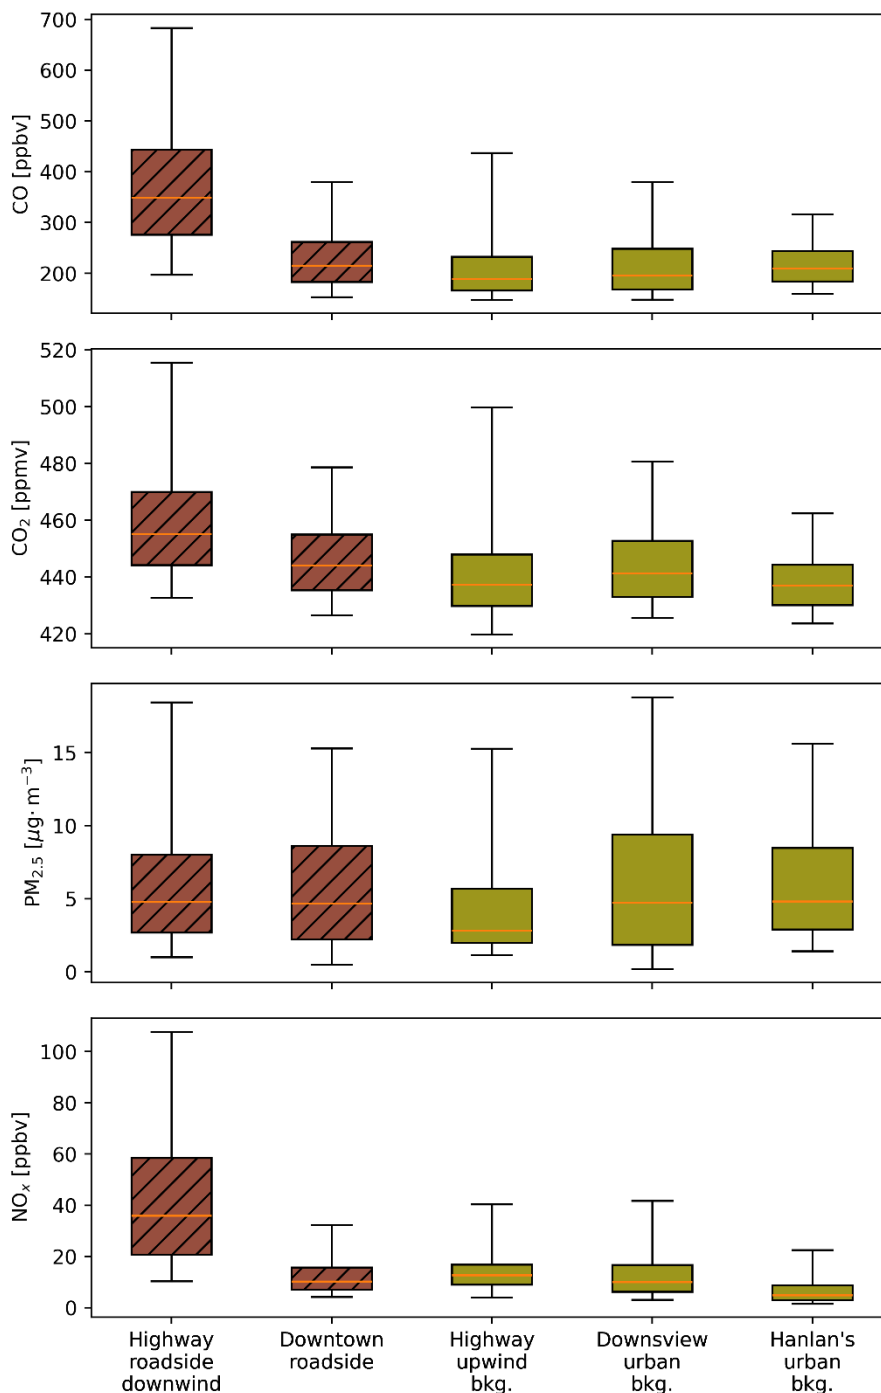 700
600
500
400
300
200
CO [ppbv]
520
500
480
460
440
420
CO₂ [ppmv]
15
10
5
0
PM₂.₅ [μg· m⁻³]
100
80
60
40
20
0
NOₓ [ppbv]
Highway
roadside
downwind
Downtown
roadside
Highway
upwind
bkg.
Downsview
urban
bkg.
Hanlan's
urban
bkg.